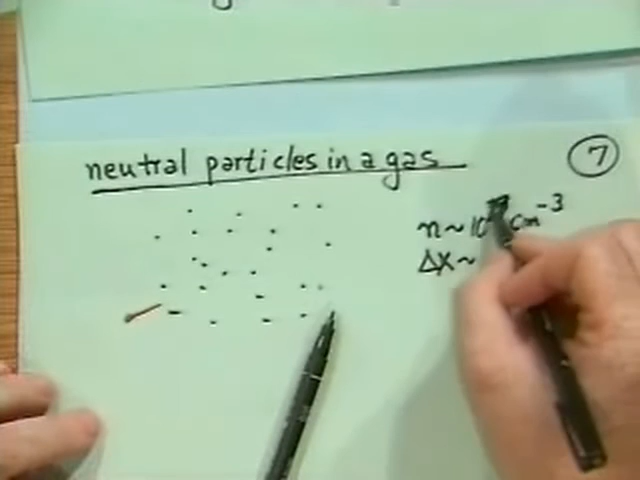 neutral particles in a gas
7
n ~ 10 cm⁻³
Δx ~